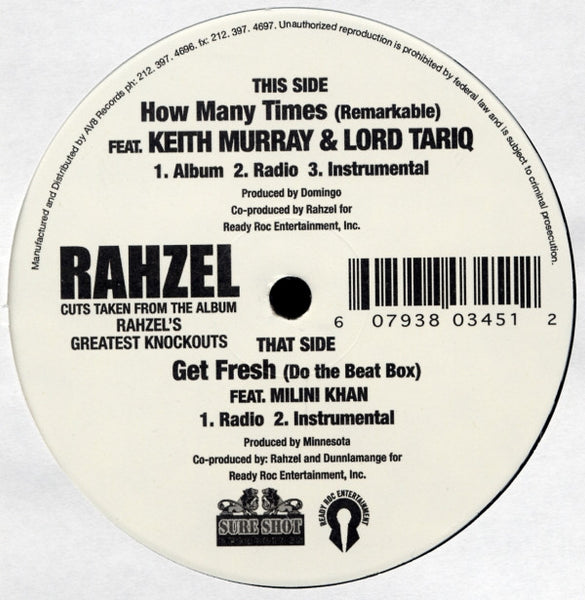 Manufactured and Distributed by AV8 Records ph: 212. 397. 4696. fx: 212. 397. 4697. Unauthorized reproduction is prohibited by federal law and is subject to criminal prosecution.
THIS SIDE
How Many Times (Remarkable)
FEAT. KEITH MURRAY & LORD TARIQ
1. Album 2. Radio 3. Instrumental
Produced by Domingo
Co-produced by Rahzel for
Ready Roc Entertainment, Inc.
RAHZEL
CUTS TAKEN FROM THE ALBUM
RAHZEL'S
GREATEST KNOCKOUTS
6 07938 03451 2
THAT SIDE
Get Fresh (Do the Beat Box)
FEAT. MILINI KHAN
1. Radio 2. Instrumental
Produced by Minnesota
Co-produced by: Rahzel and Dunnlamange for
Ready Roc Entertainment, Inc.
SURE SHOT
READY ROC ENTERTAINMENT